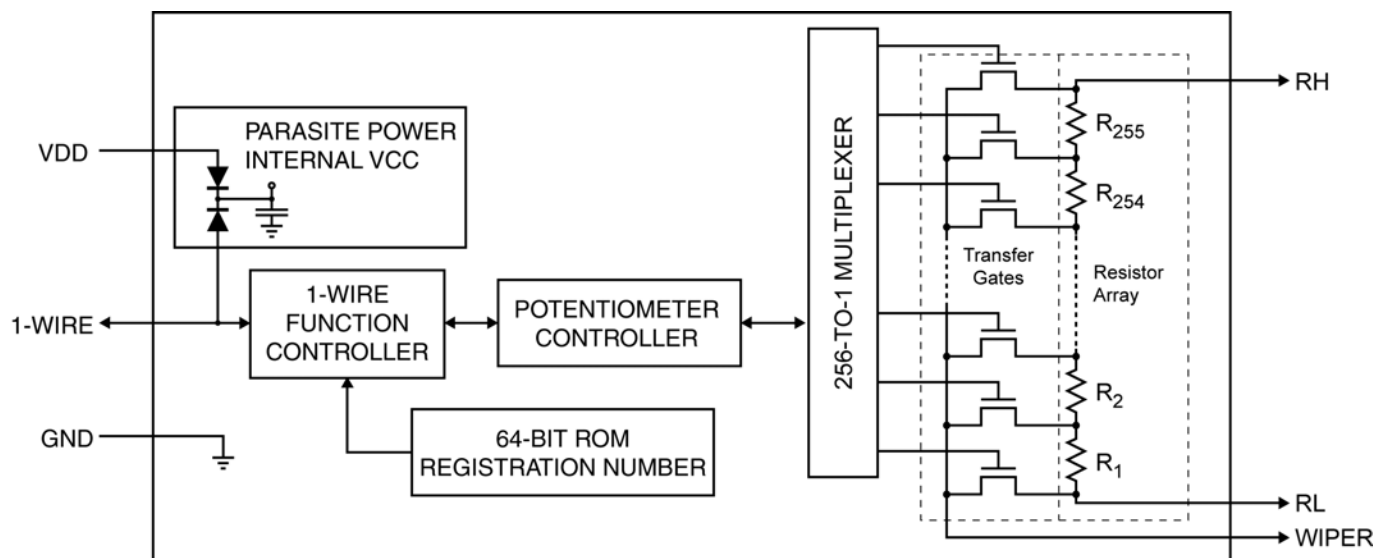 PARASITE POWER
INTERNAL VCC
VDD
1-WIRE
GND
1-WIRE
FUNCTION
CONTROLLER
POTENTIOMETER
CONTROLLER
64-BIT ROM
REGISTRATION NUMBER
256-TO-1 MULTIPLEXER
Transfer
Gates
Resistor
Array
R255
R254
R2
R1
RH
RL
WIPER